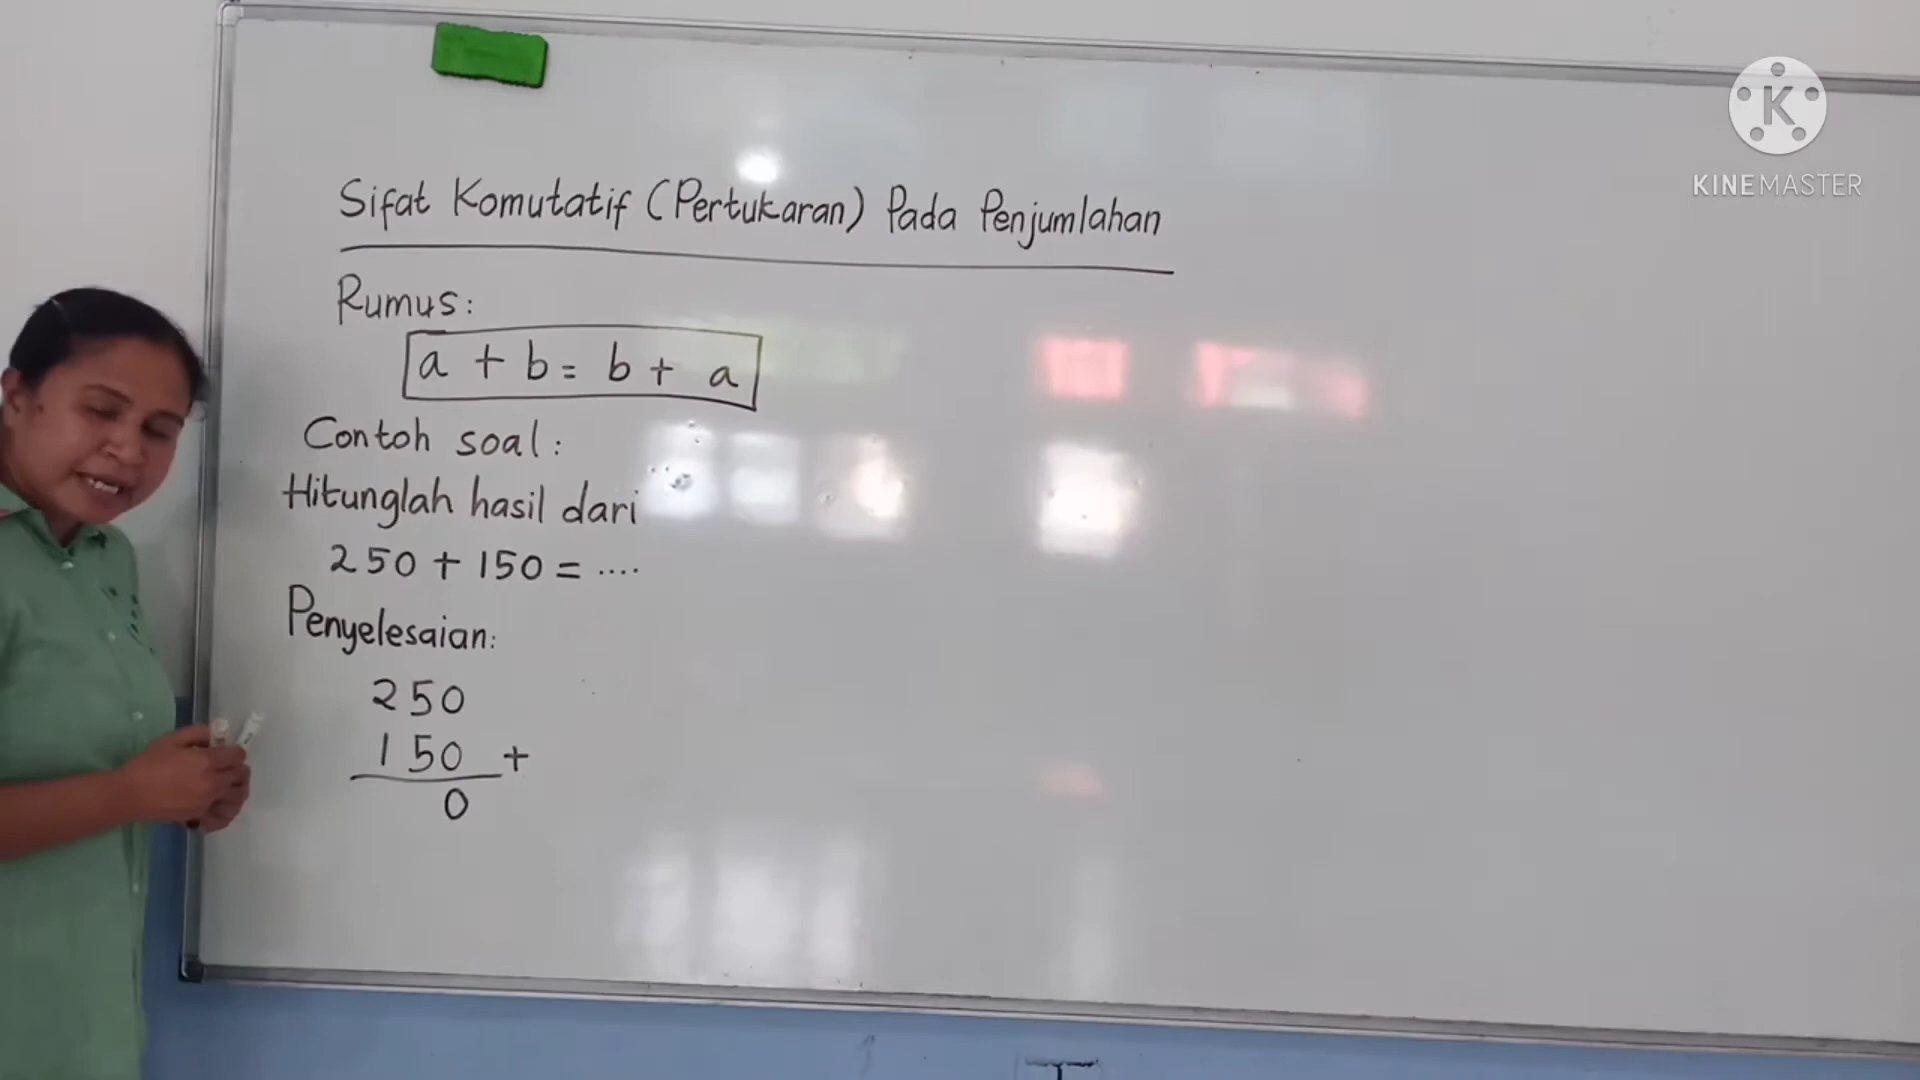 Sifat Komutatif (Pertukaran) Pada Penjumlahan
Rumus:
a + b = b + a
Contoh soal:
Hitunglah hasil dari
250 + 150 = ....
Penyelesaian:
250
150 +
0
K
KINEMASTER